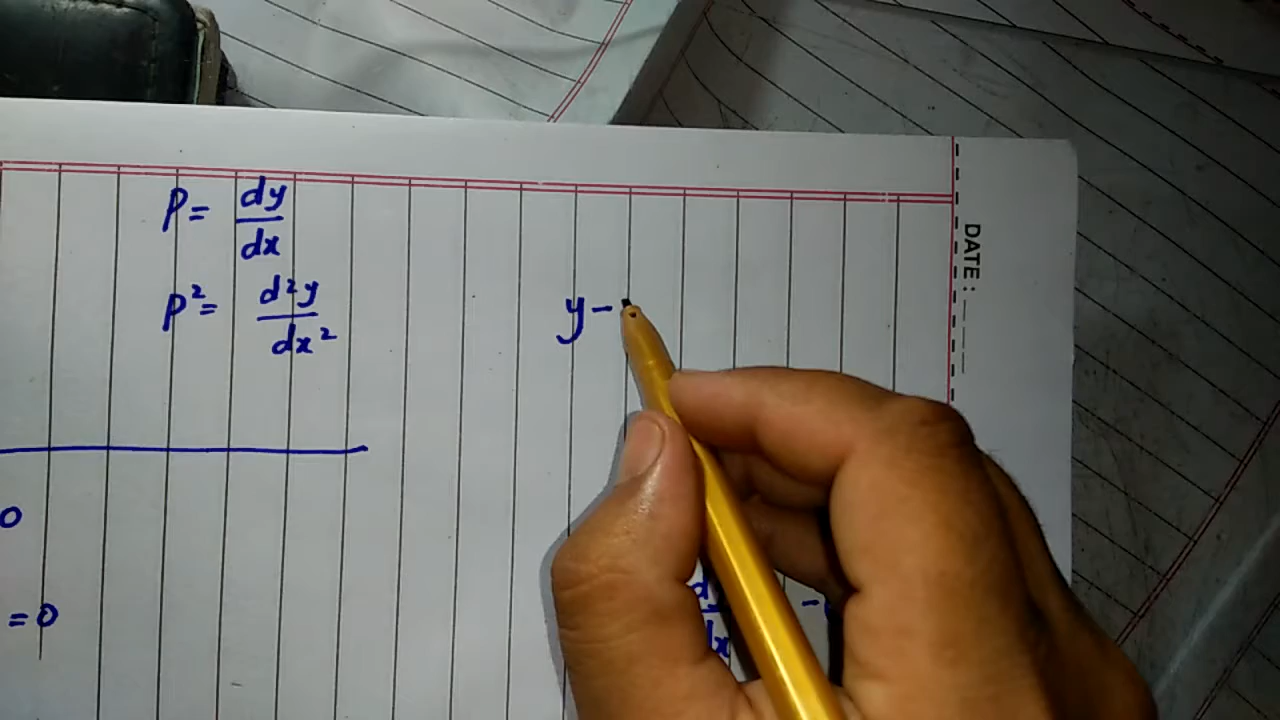 P = dy/dx
P² = d²y/dx²
y -
DATE :
0
= 0